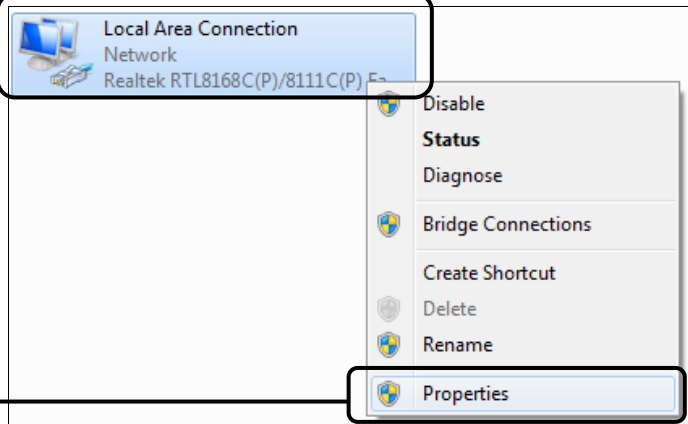 Local Area Connection
Network
Realtek RTL8168C(P)/8111C(P)
Disable
Status
Diagnose
Bridge Connections
Create Shortcut
Delete
Rename
Properties